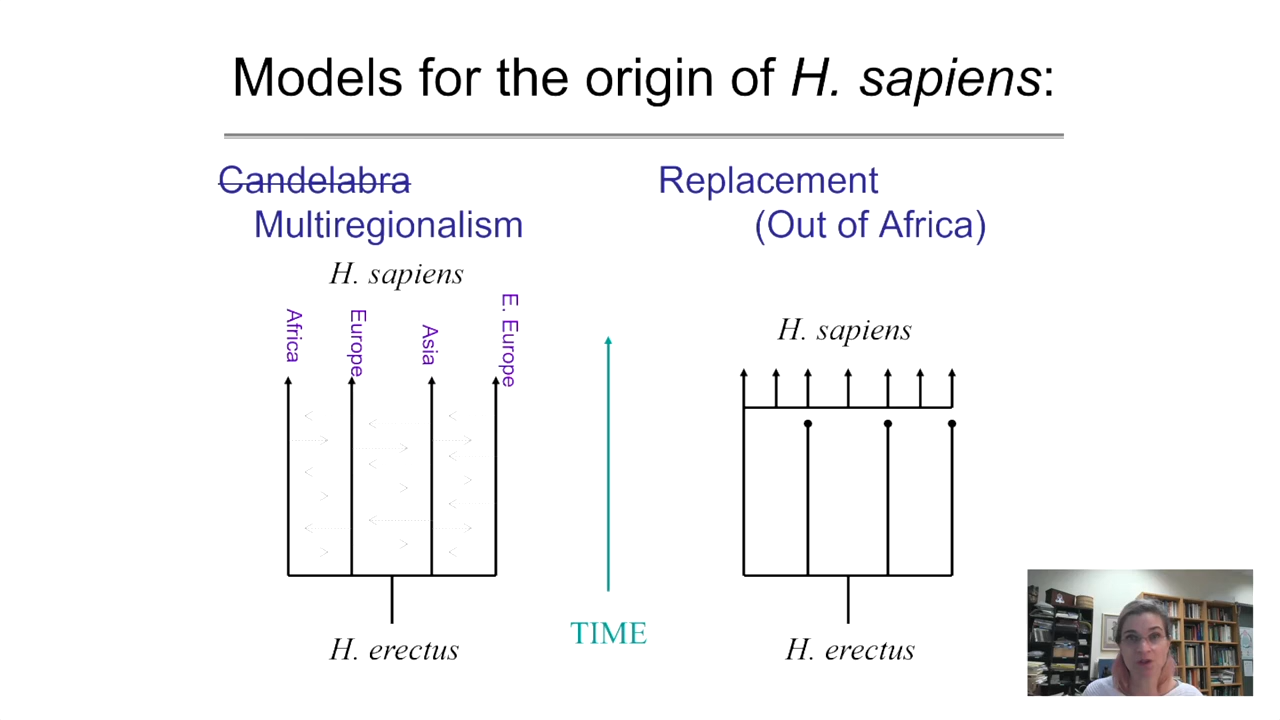 Models for the origin of H. sapiens:
Candelabra
Multiregionalism
Replacement
(Out of Africa)
H. sapiens
Africa
Europe
Asia
E. Europe
H. erectus
TIME
H. sapiens
H. erectus